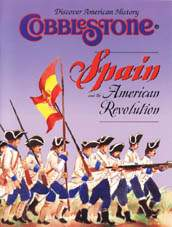 Discover American History
COBBLESTONE®
Spain
and the
American
Revolution